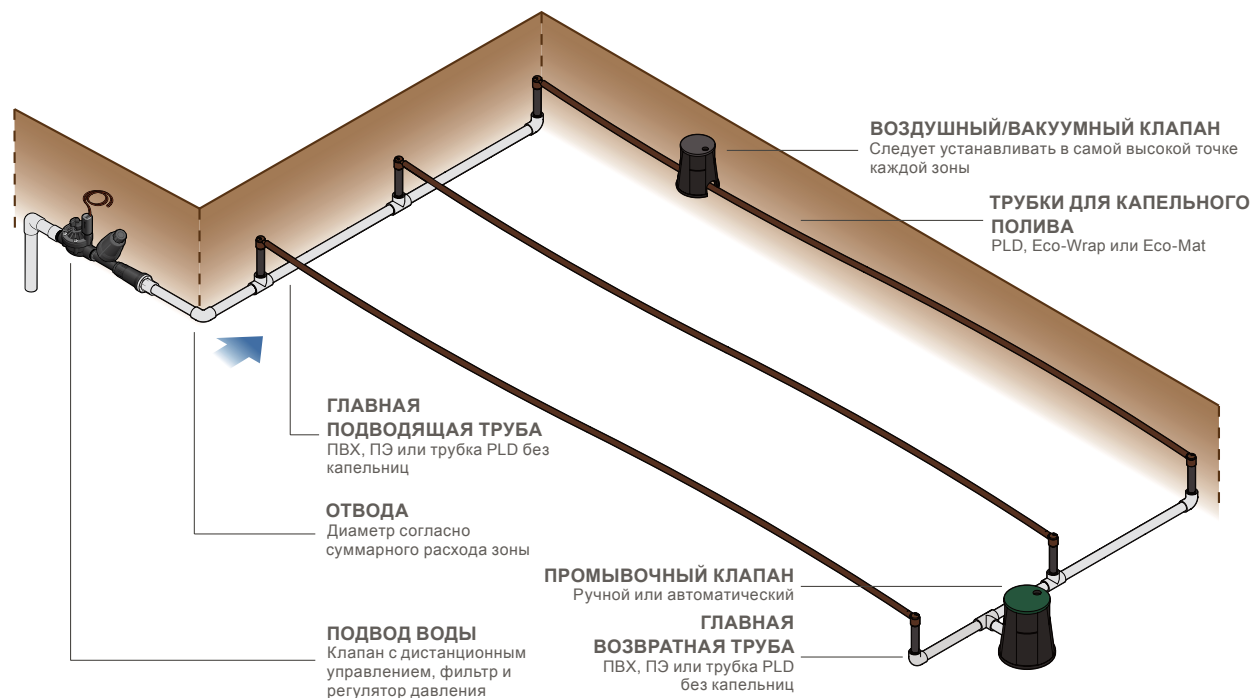 ВОЗДУШНЫЙ/ВАКУУМНЫЙ КЛАПАН
Следует устанавливать в самой высокой точке
каждой зоны
ТРУБКИ ДЛЯ КАПЕЛЬНОГО
ПОЛИВА
PLD, Eco-Wrap или Eco-Mat
ГЛАВНАЯ
ПОДВОДЯЩАЯ ТРУБА
ПВХ, ПЭ или трубка PLD без
капельниц
ОТВОДА
Диаметр согласно
суммарного расхода зоны
ПОДВОД ВОДЫ
Клапан с дистанционным
управлением, фильтр и
регулятор давления
ПРОМЫВОЧНЫЙ КЛАПАН
Ручной или автоматический
ГЛАВНАЯ
ВОЗВРАТНАЯ ТРУБА
ПВХ, ПЭ или трубка PLD
без капельниц